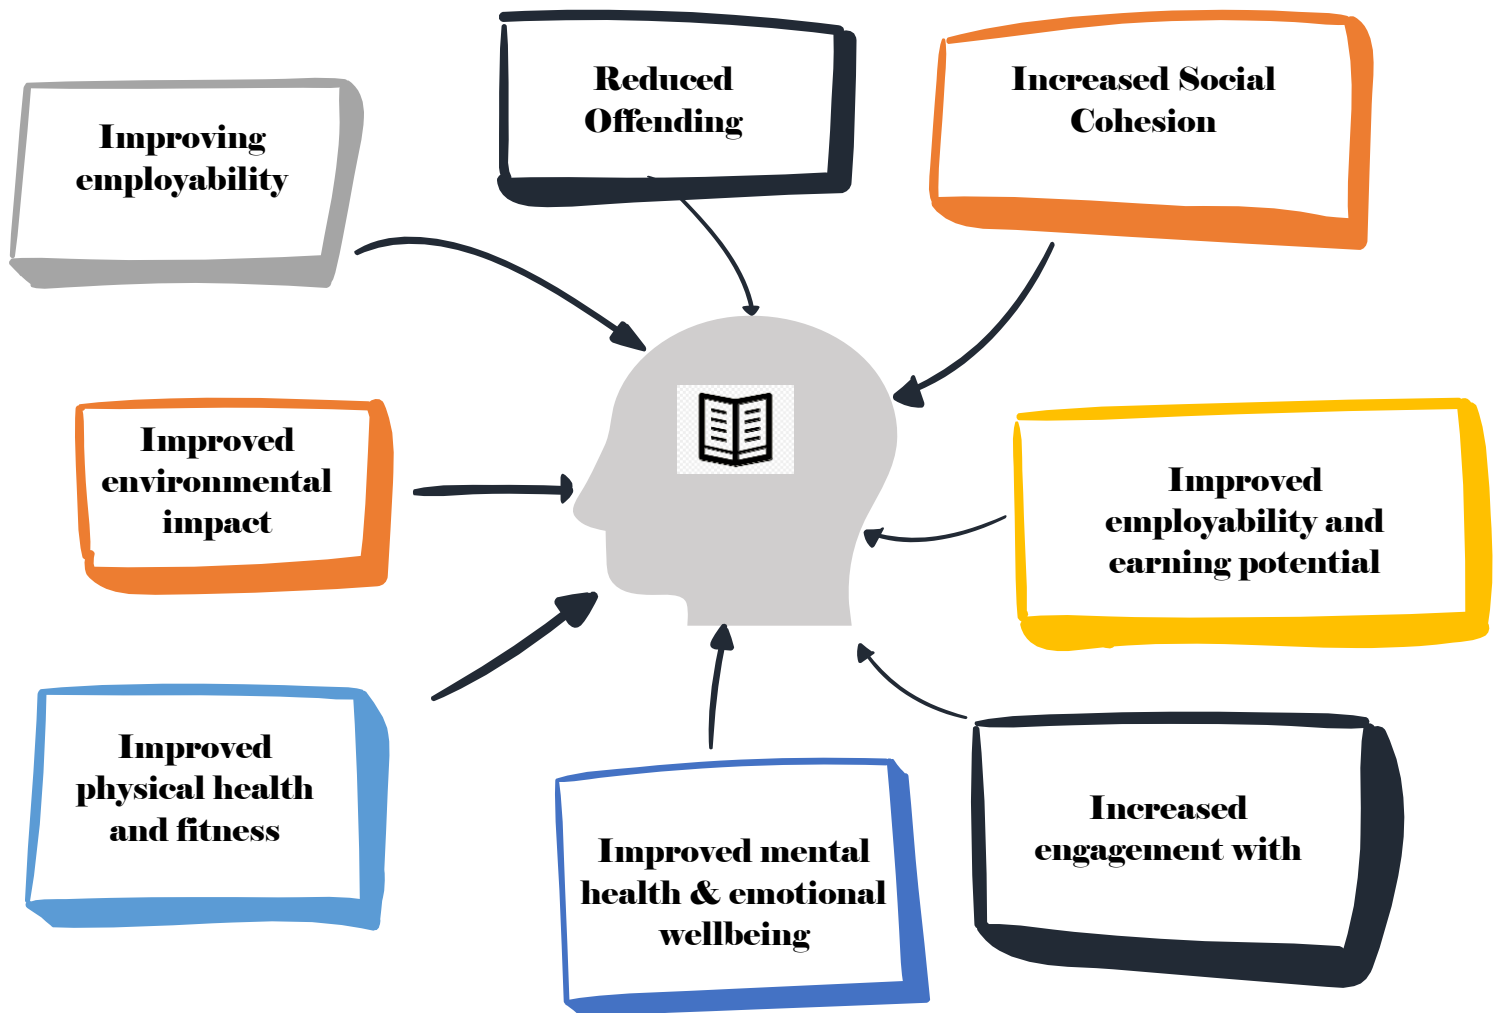 Improving
employability
Reduced
Offending
Increased Social
Cohesion
Improved
environmental
impact
Improved
employability and
earning potential
Improved
physical health
and fitness
Improved mental
health & emotional
wellbeing
Increased
engagement with